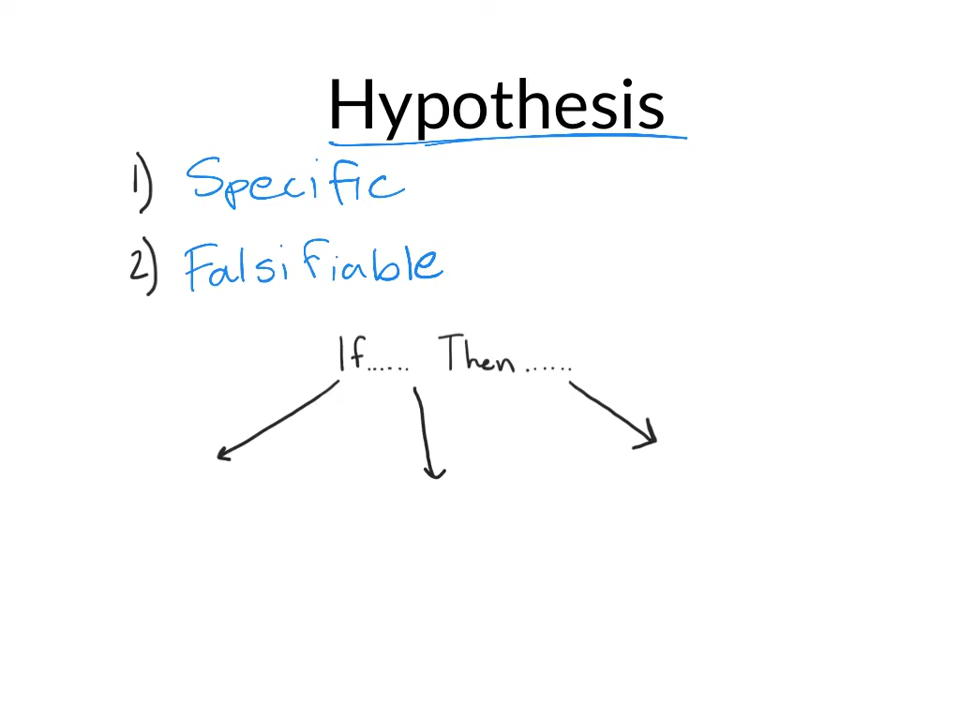 Hypothesis
1) Specific
2) Falsifiable
If...... Then ......